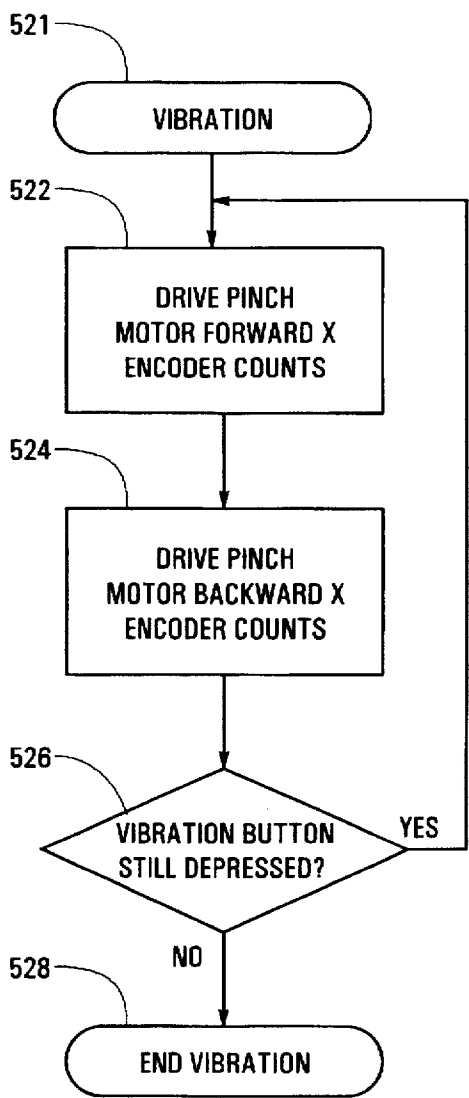 521
VIBRATION
522
DRIVE PINCH
MOTOR FORWARD X
ENCODER COUNTS
524
DRIVE PINCH
MOTOR BACKWARD X
ENCODER COUNTS
526
VIBRATION BUTTON
STILL DEPRESSED?
YES
NO
528
END VIBRATION